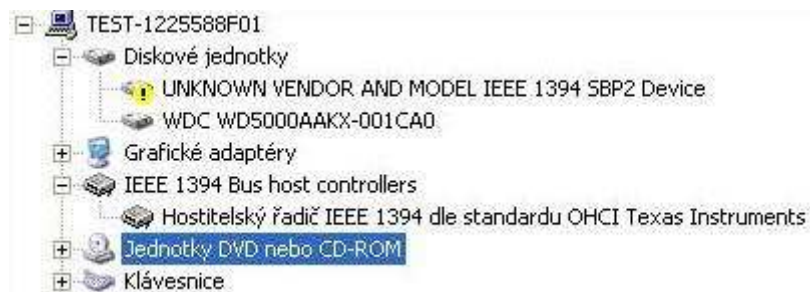 TEST-1225588F01
Diskové jednotky
UNKNOWN VENDOR AND MODEL IEEE 1394 SBP2 Device
WDC WD5000AAKX-001CA0
Grafické adaptéry
IEEE 1394 Bus host controllers
Hostitelský řadič IEEE 1394 dle standardu OHCI Texas Instruments
Jednotky DVD nebo CD-ROM
Klávesnice